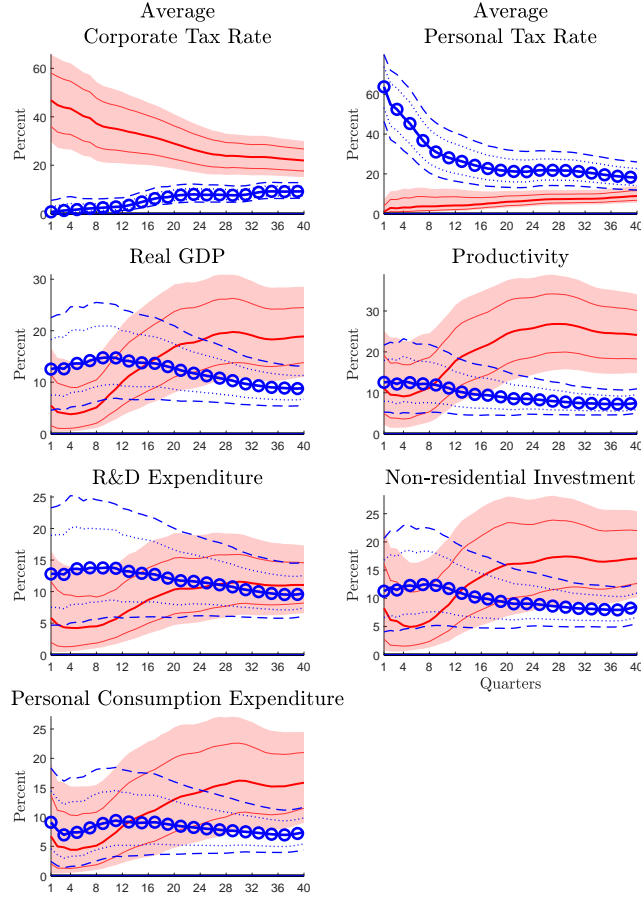 Average
Corporate Tax Rate
Percent
60
40
20
0
1 4 8 12 16 20 24 28 32 36 40
Average
Personal Tax Rate
Percent
60
40
20
0
1 4 8 12 16 20 24 28 32 36 40
Real GDP
Percent
30
20
10
0
1 4 8 12 16 20 24 28 32 36 40
Productivity
Percent
30
20
10
0
1 4 8 12 16 20 24 28 32 36 40
R&D Expenditure
Percent
25
20
15
10
5
0
1 4 8 12 16 20 24 28 32 36 40
Non-residential Investment
Percent
25
20
15
10
5
0
1 4 8 12 16 20 24 28 32 36 40
Quarters
Personal Consumption Expenditure
Percent
25
20
15
10
5
0
1 4 8 12 16 20 24 28 32 36 40